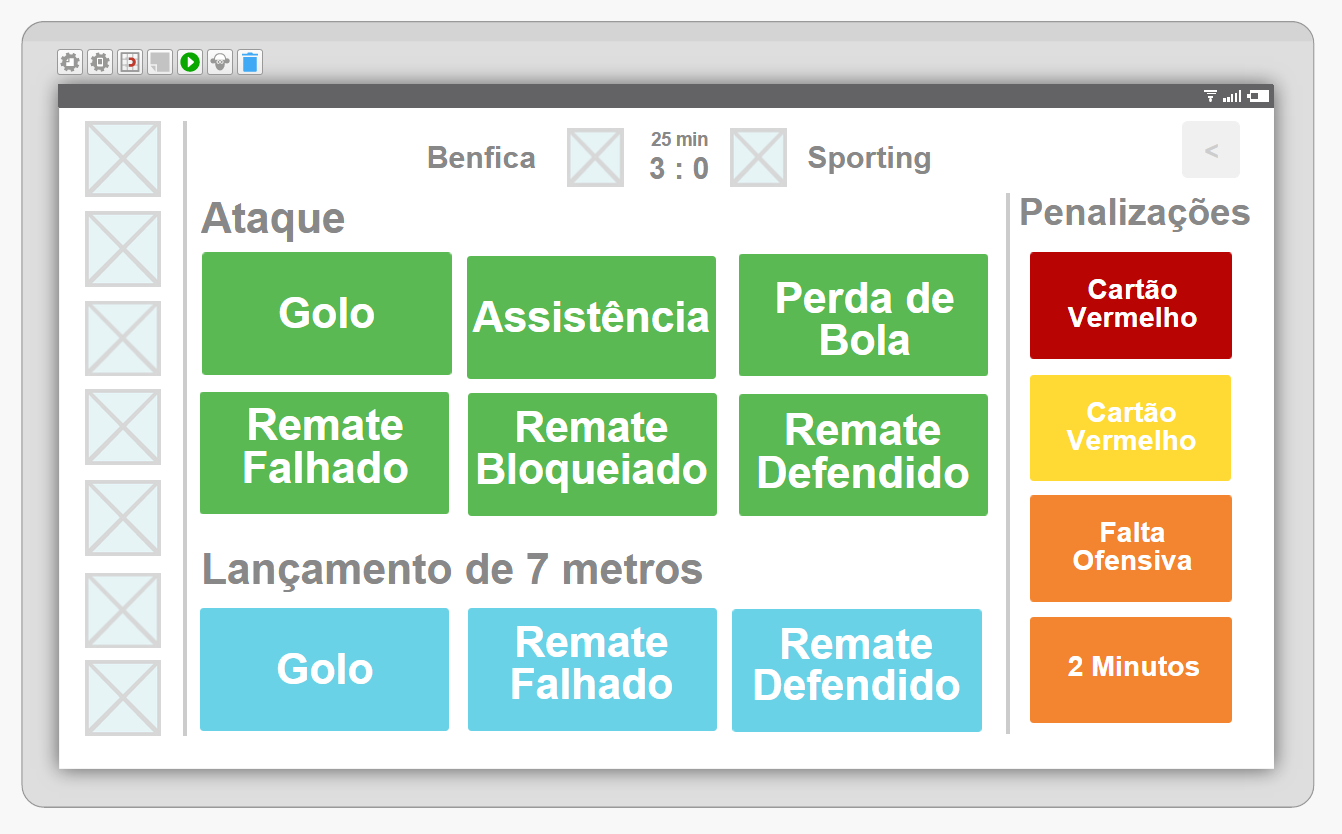 Benfica
25 min
3 : 0
Sporting
<
Ataque
Golo
Assistência
Perda de
Bola
Remate
Falhado
Remate
Bloqueiado
Remate
Defendido
Lançamento de 7 metros
Golo
Remate
Falhado
Remate
Defendido
Penalizações
Cartão
Vermelho
Cartão
Vermelho
Falta
Ofensiva
2 Minutos